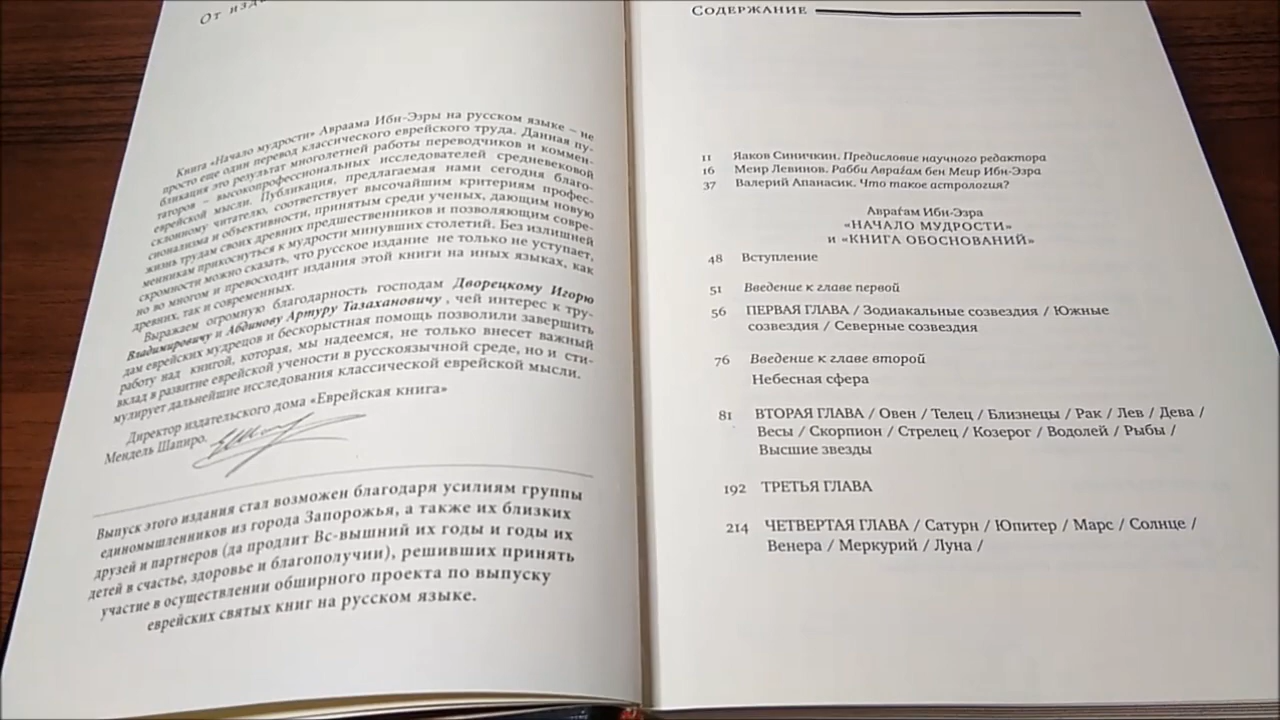 От изда
Книга «Начало мудрости» Авраама Ибн-Эзры на русском языке – не
просто еще один перевод классического еврейского труда. Данная пу-
бликация это результат многолетней работы переводчиков и коммен-
таторов – высокопрофессиональных исследователей средневековой
еврейской мысли. Публикация, предлагаемая нами сегодня благо-
склонному читателю, соответствует высочайшим критериям профес-
сионализма и объективности, принятым среди ученых, дающим новую
жизнь трудам своих древних предшественников и позволяющим совре-
менникам прикоснуться к мудрости минувших столетий. Без излишней
скромности можно сказать, что русское издание не только не уступает,
но во многом и превосходит издания этой книги на иных языках, как
древних, так и современных.
Выражаем огромную благодарность господам Дворецкому Игорю
Владимировичу и Абдинову Артуру Тазахановичу, чей интерес к тру-
дам еврейских мудрецов и бескорыстная помощь позволили завершить
работу над книгой, которая, мы надеемся, не только внесет важный
вклад в развитие еврейской учености в русскоязычной среде, но и сти-
мулирует дальнейшие исследования классической еврейской мысли.
Директор издательского дома «Еврейская книга»
Мендель Шапиро.
Выпуск этого издания стал возможен благодаря усилиям группы
единомышленников из города Запорожья, а также их близких
друзей и партнеров (да продлит Вс-вышний их годы и годы их
детей в счастье, здоровье и благополучии), решивших принять
участие в осуществлении обширного проекта по выпуску
еврейских святых книг на русском языке.
Содержание
11 Яаков Синичкин. Предисловие научного редактора
16 Меир Левинов. Рабби Авраѓам бен Меир Ибн-Эзра
37 Валерий Апанасик. Что такое астрология?
Авраѓам Ибн-Эзра
«НАЧАЛО МУДРОСТИ»
и «КНИГА ОБОСНОВАНИЙ»
48 Вступление
51 Введение к главе первой
56 ПЕРВАЯ ГЛАВА / Зодиакальные созвездия / Южные
созвездия / Северные созвездия
76 Введение к главе второй
Небесная сфера
81 ВТОРАЯ ГЛАВА / Овен / Телец / Близнецы / Рак / Лев / Дева /
Весы / Скорпион / Стрелец / Козерог / Водолей / Рыбы /
Высшие звезды
192 ТРЕТЬЯ ГЛАВА
214 ЧЕТВЕРТАЯ ГЛАВА / Сатурн / Юпитер / Марс / Солнце /
Венера / Меркурий / Луна /